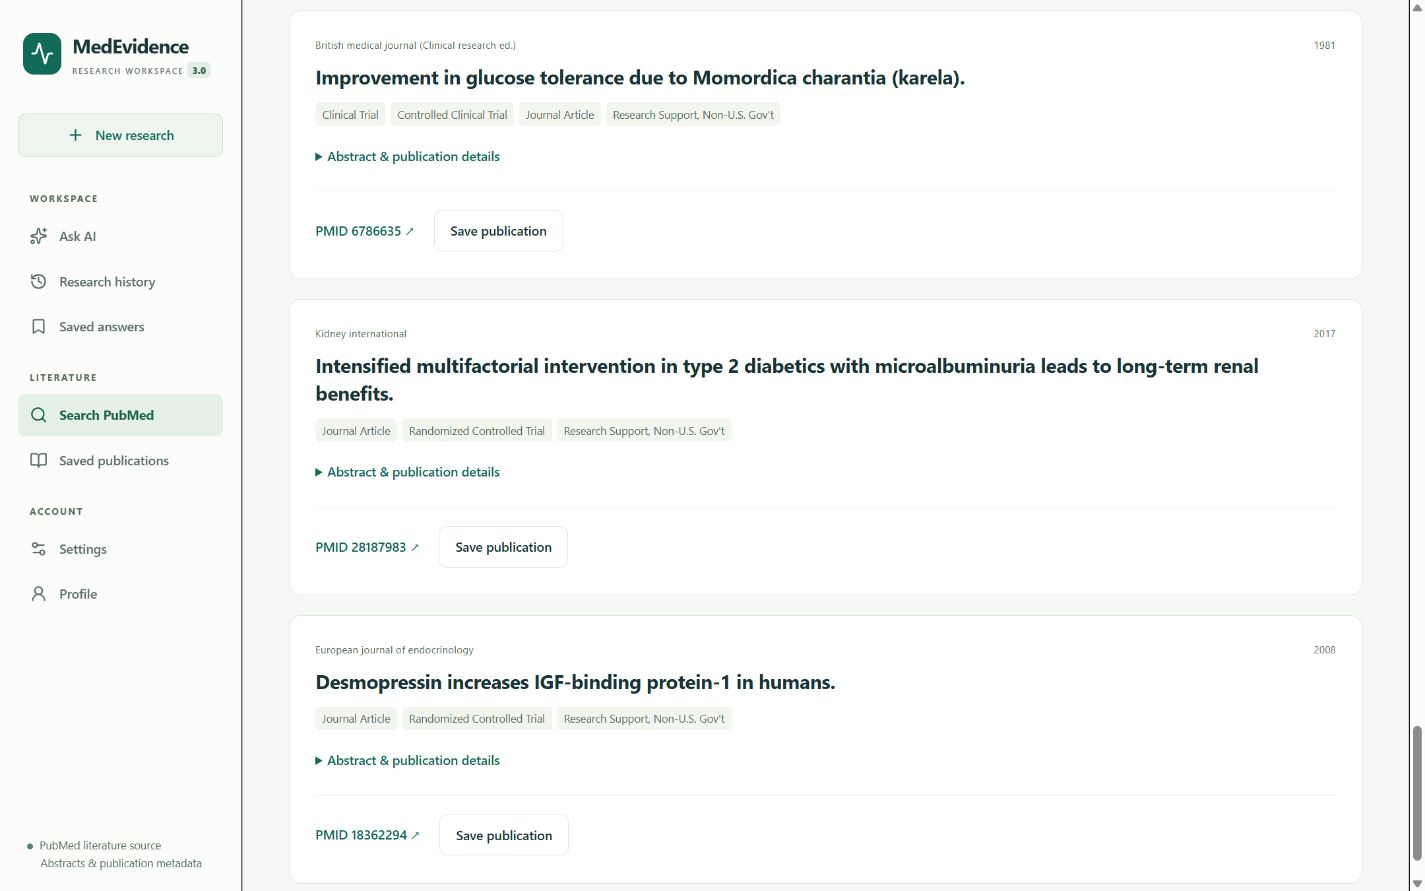 MedEvidence
RESEARCH WORKSPACE 3.0
+ New research
WORKSPACE
Ask AI
Research history
Saved answers
LITERATURE
Search PubMed
Saved publications
ACCOUNT
Settings
Profile
PubMed literature source
Abstracts & publication metadata
British medical journal (Clinical research ed.) 1981
Improvement in glucose tolerance due to Momordica charantia (karela).
Clinical Trial Controlled Clinical Trial Journal Article Research Support, Non-U.S. Gov't
▶ Abstract & publication details
PMID 6786635 ↗ Save publication
Kidney international 2017
Intensified multifactorial intervention in type 2 diabetics with microalbuminuria leads to long-term renal
benefits.
Journal Article Randomized Controlled Trial Research Support, Non-U.S. Gov't
▶ Abstract & publication details
PMID 28187983 ↗ Save publication
European journal of endocrinology 2008
Desmopressin increases IGF-binding protein-1 in humans.
Journal Article Randomized Controlled Trial Research Support, Non-U.S. Gov't
▶ Abstract & publication details
PMID 18362294 ↗ Save publication